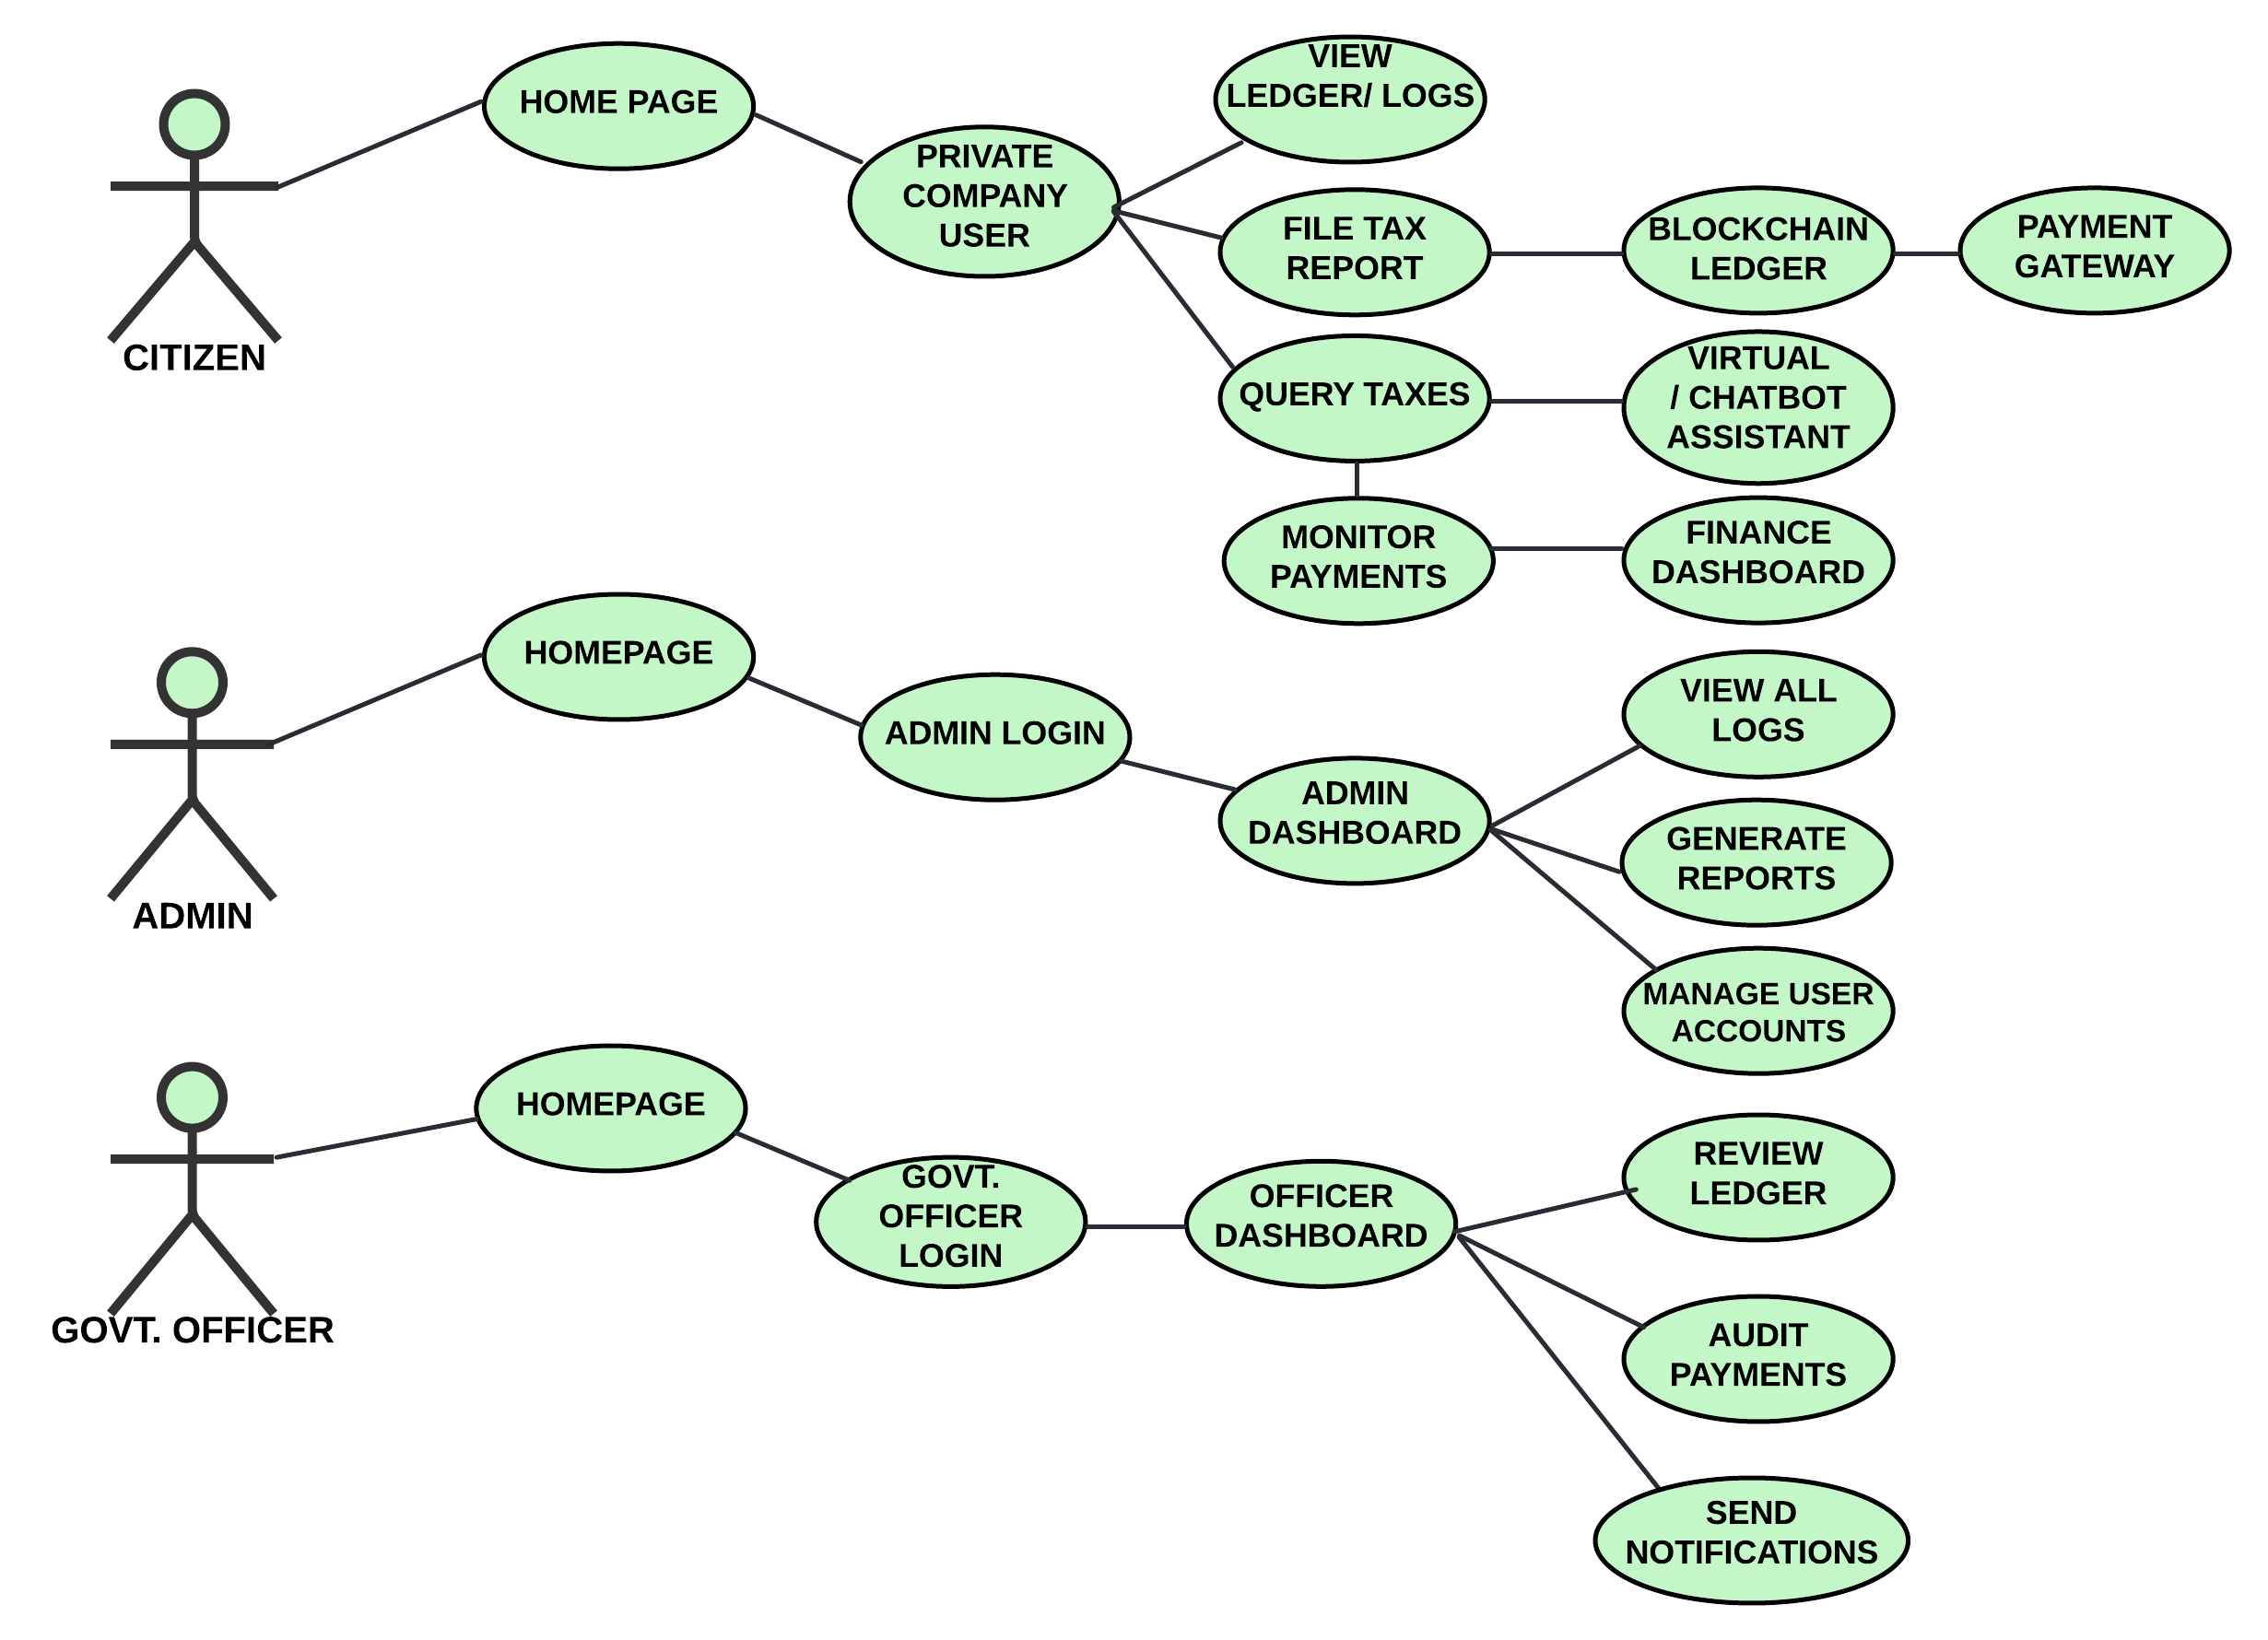 HOME PAGE
VIEW
LEDGER/ LOGS
PRIVATE
COMPANY
USER
FILE TAX
REPORT
BLOCKCHAIN
LEDGER
PAYMENT
GATEWAY
CITIZEN
QUERY TAXES
VIRTUAL
/ CHATBOT
ASSISTANT
MONITOR
PAYMENTS
FINANCE
DASHBOARD
HOMEPAGE
ADMIN LOGIN
ADMIN
DASHBOARD
VIEW ALL
LOGS
GENERATE
REPORTS
MANAGE USER
ACCOUNTS
ADMIN
HOMEPAGE
GOVT.
OFFICER
LOGIN
OFFICER
DASHBOARD
REVIEW
LEDGER
AUDIT
PAYMENTS
SEND
NOTIFICATIONS
GOVT. OFFICER